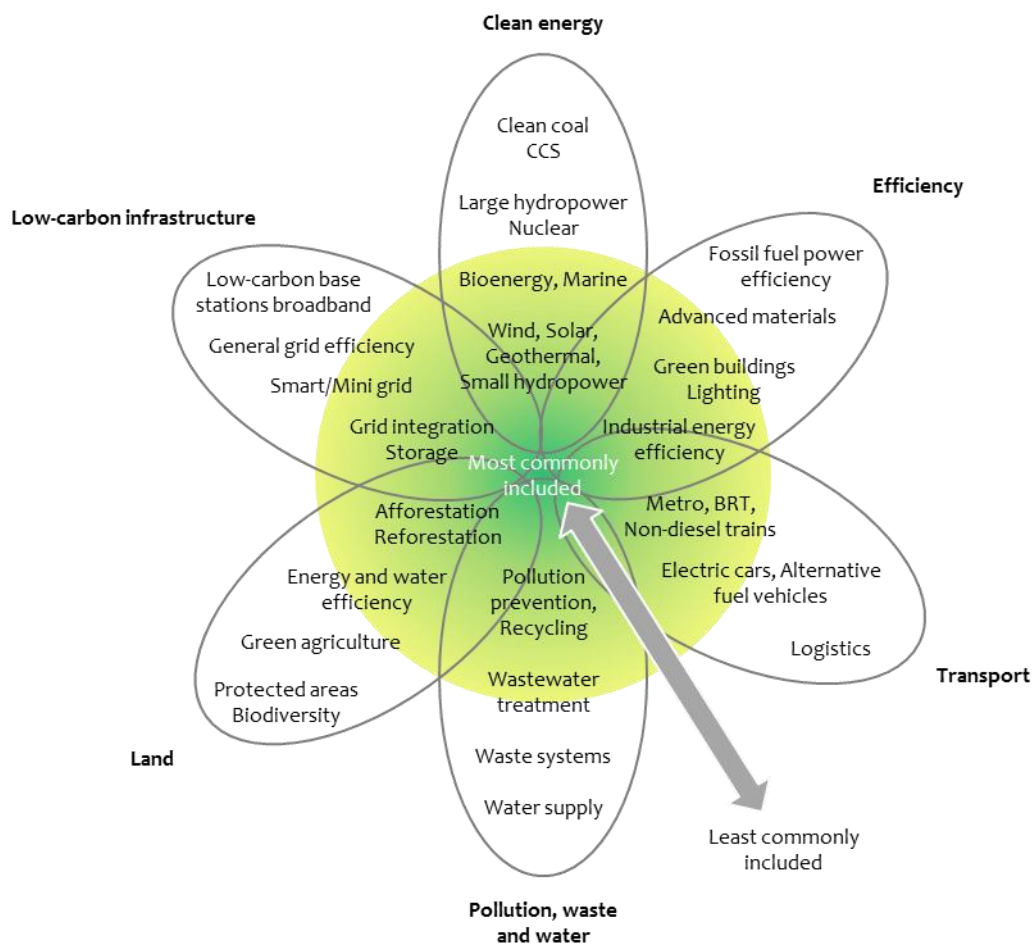 Clean energy
Clean coal
CCS
Large hydropower
Nuclear
Bioenergy, Marine
Wind, Solar,
Geothermal,
Small hydropower
Efficiency
Fossil fuel power
efficiency
Advanced materials
Green buildings
Lighting
Industrial energy
efficiency
Low-carbon infrastructure
Low-carbon base
stations broadband
General grid efficiency
Smart/Mini grid
Grid integration
Storage
Most commonly
included
Afforestation
Reforestation
Energy and water
efficiency
Green agriculture
Protected areas
Biodiversity
Land
Pollution
prevention,
Recycling
Wastewater
treatment
Waste systems
Water supply
Pollution, waste
and water
Metro, BRT,
Non-diesel trains
Electric cars, Alternative
fuel vehicles
Logistics
Transport
Least commonly
included